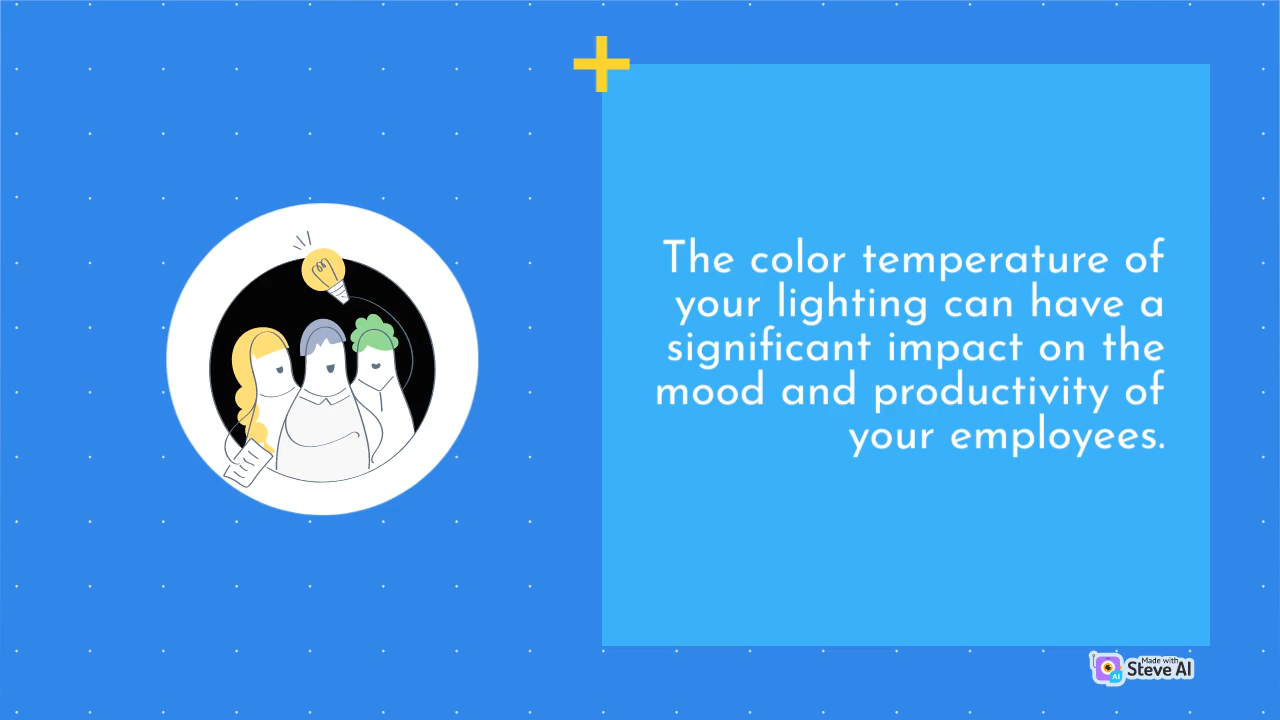 The color temperature of
your lighting can have a
significant impact on the
mood and productivity of
your employees.
Made with
Steve AI
AI